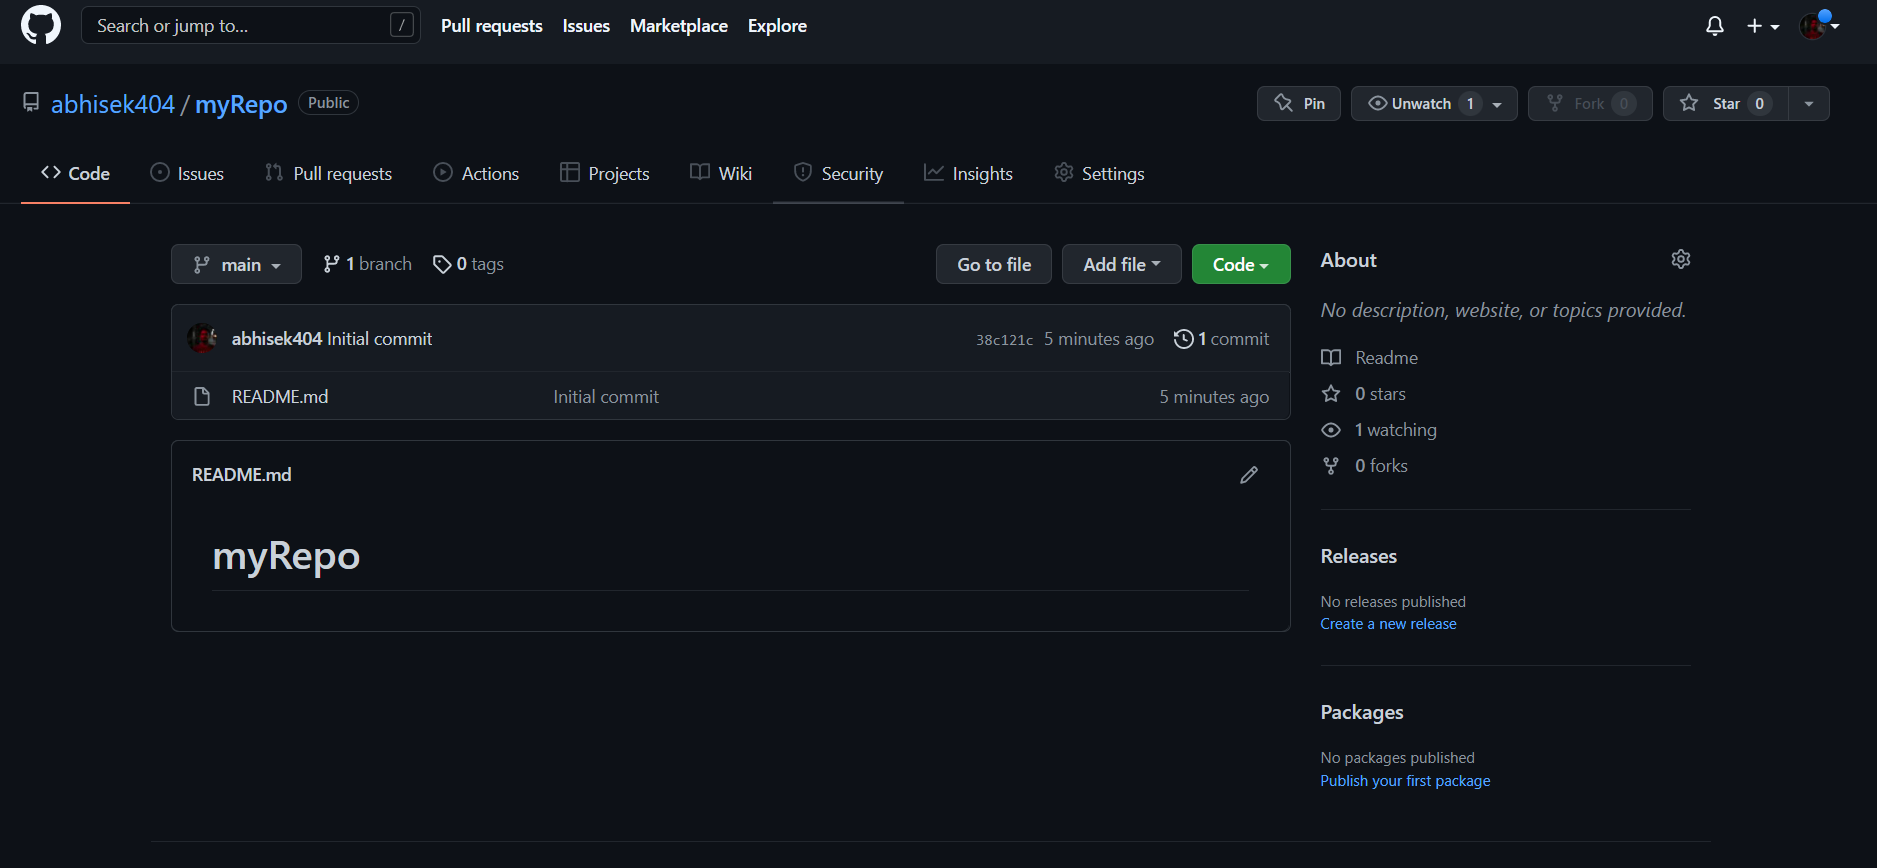 Search or jump to... / Pull requests Issues Marketplace Explore
abhisek404 / myRepo Public Pin Unwatch 1 Fork 0 Star 0
Code Issues Pull requests Actions Projects Wiki Security Insights Settings
main 1 branch 0 tags Go to file Add file Code
abhisek404 Initial commit 38c121c 5 minutes ago 1 commit
README.md Initial commit 5 minutes ago
README.md
myRepo
About
No description, website, or topics provided.
Readme
0 stars
1 watching
0 forks
Releases
No releases published
Create a new release
Packages
No packages published
Publish your first package